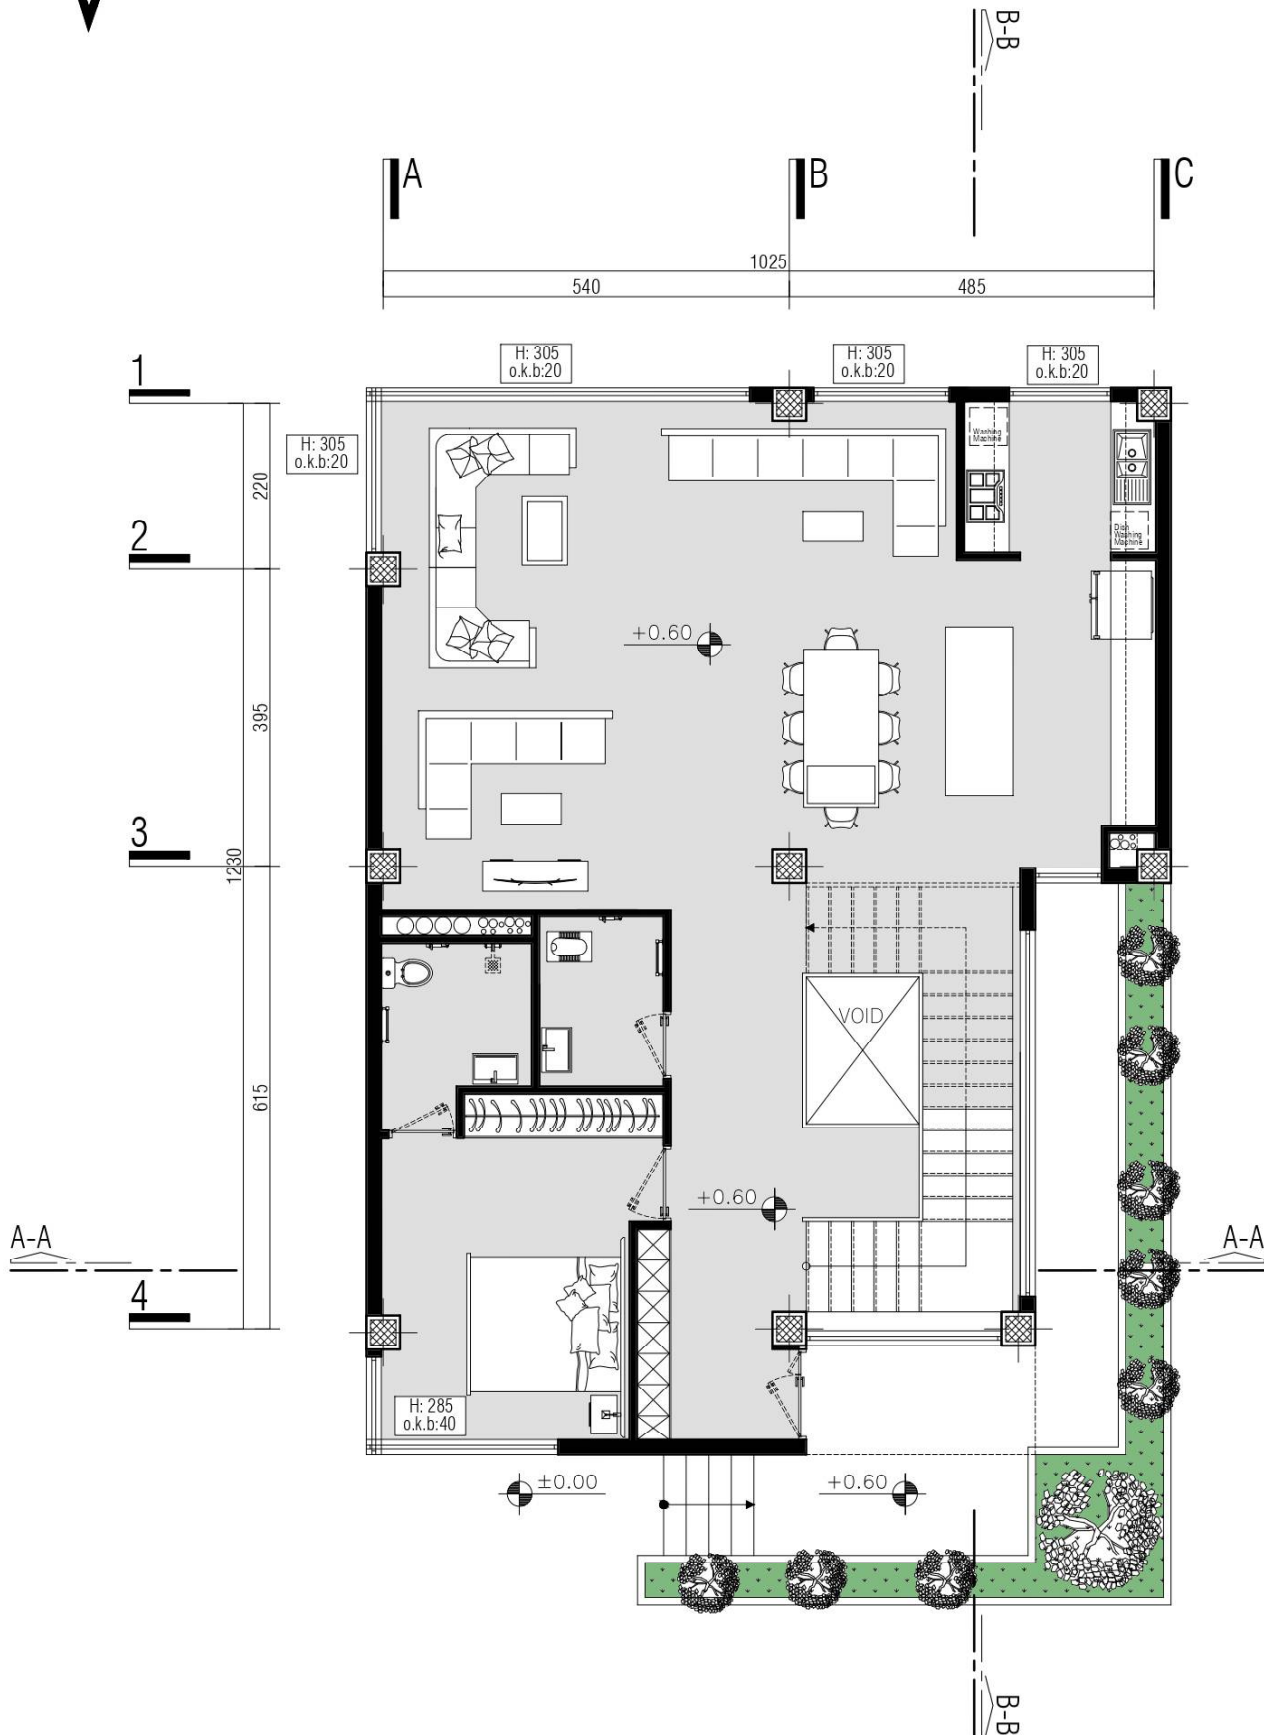 B-B
A
B
C
1025
540
485
1
H: 305
o.k.b:20
H: 305
o.k.b:20
H: 305
o.k.b:20
H: 305
o.k.b:20
Washing
Machine
220
2
Dish
Washing
Machine
+0.60
395
3
1230
VOID
615
+0.60
A-A
A-A
4
H: 285
o.k.b:40
±0.00
+0.60
B-B